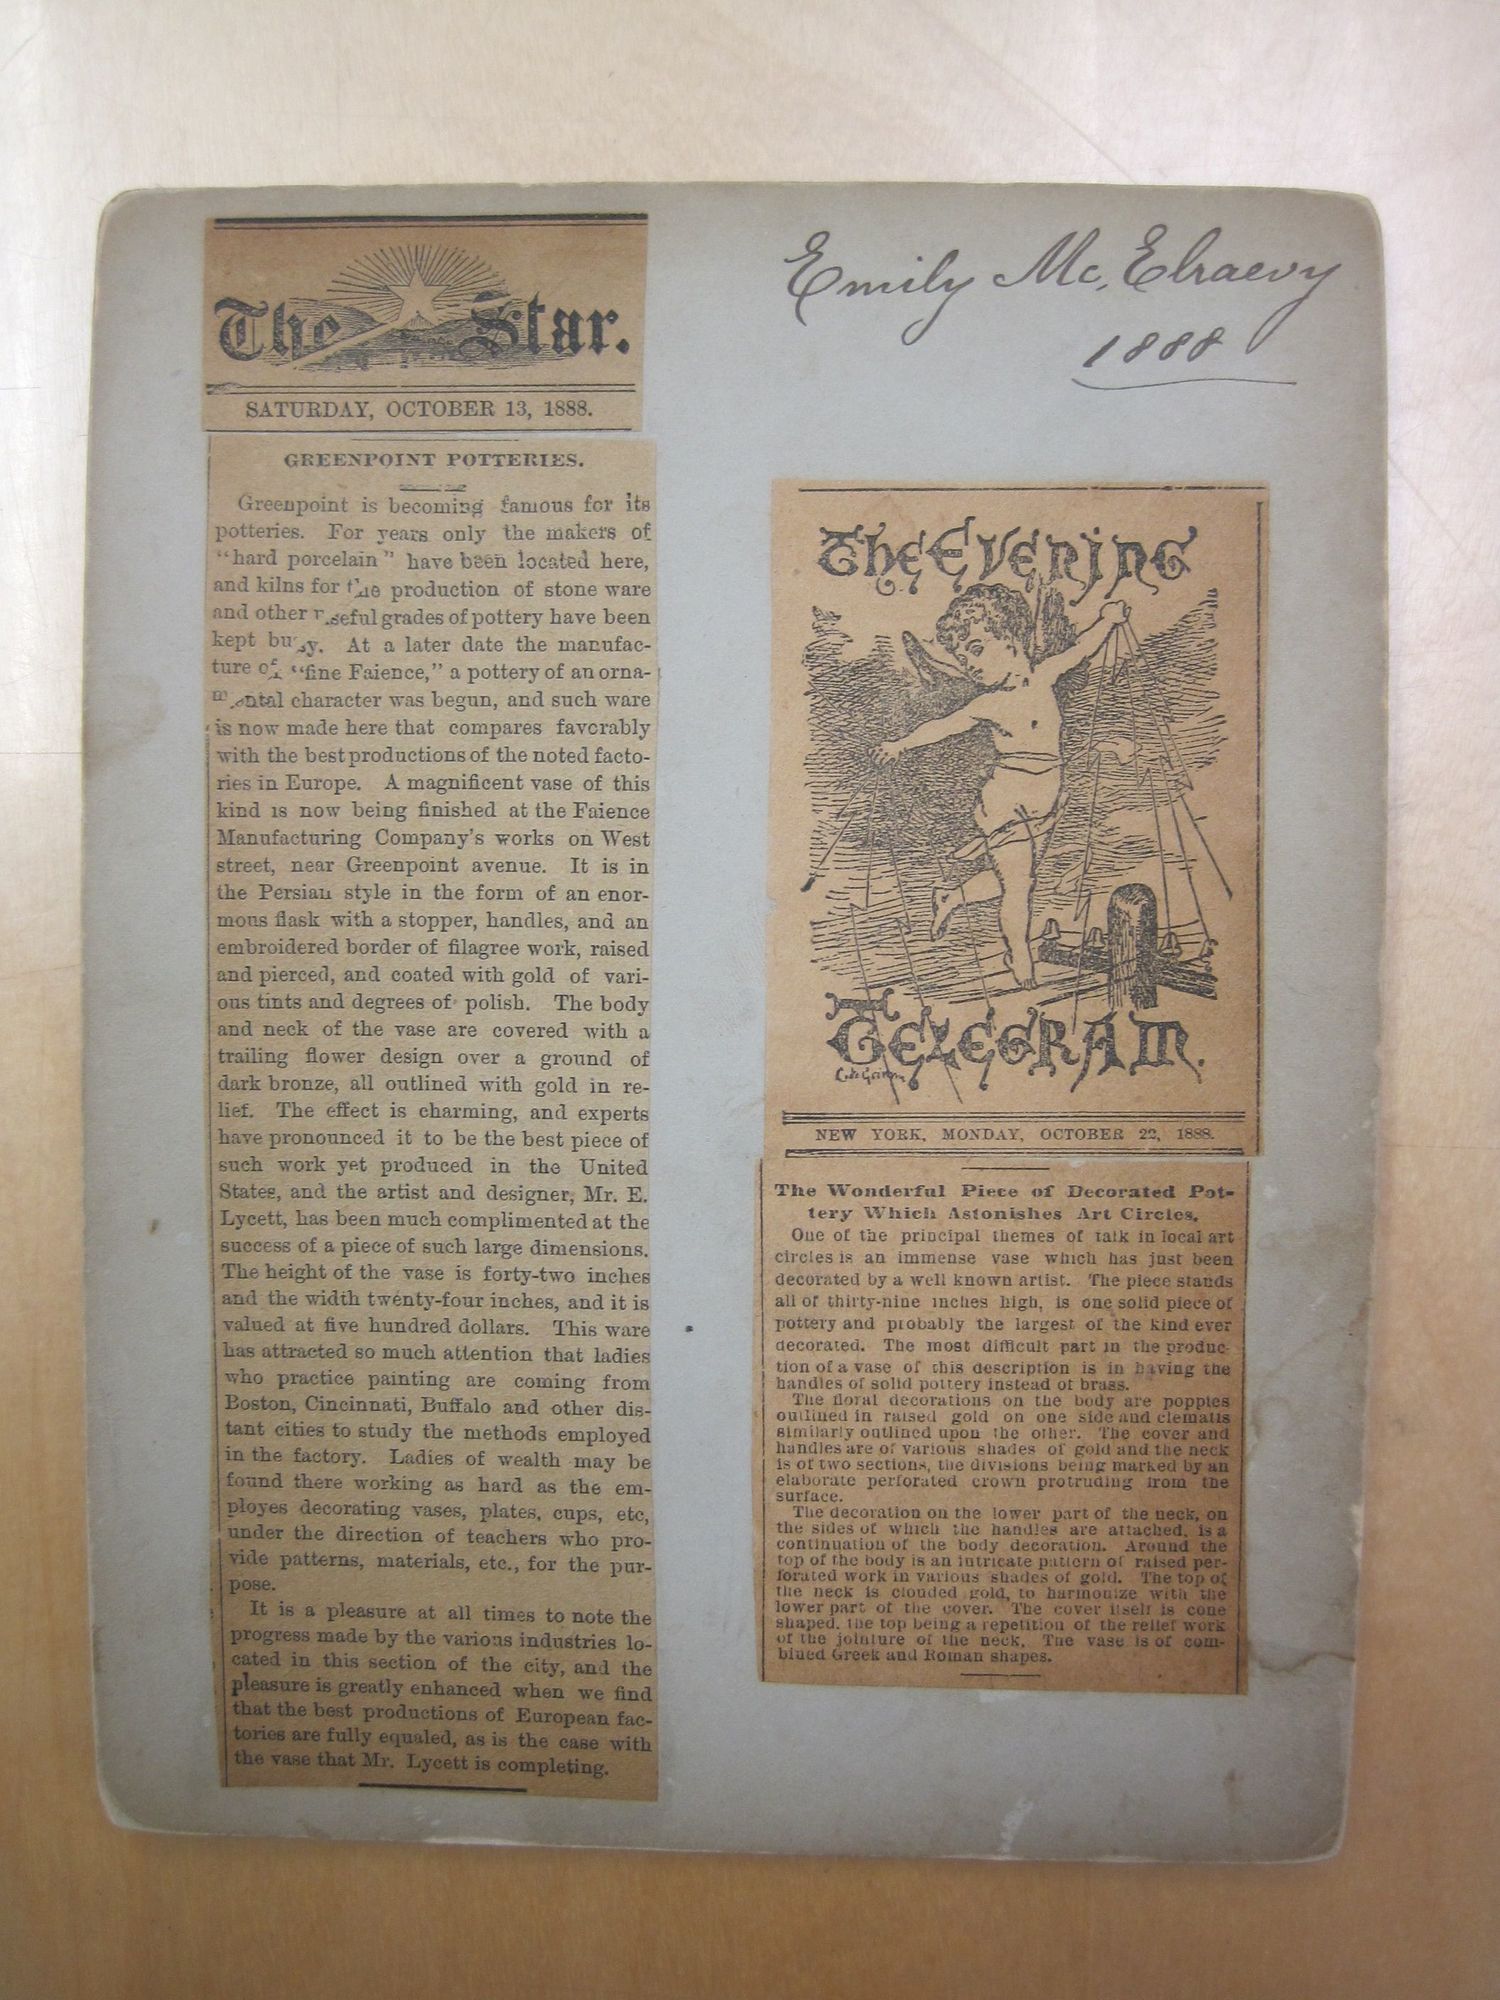 The Star.
SATURDAY, OCTOBER 13, 1888.
GREENPOINT POTTERIES.
Greenpoint is becoming famous for its
potteries. For years only the makers of
"hard porcelain" have been located here,
and kilns for the production of stone ware
and other useful grades of pottery have been
kept busy. At a later date the manufac-
ture of "fine Faience," a pottery of an orna-
mental character was begun, and such ware
is now made here that compares favorably
with the best productions of the noted facto-
ries in Europe. A magnificent vase of this
kind is now being finished at the Faience
Manufacturing Company's works on West
street, near Greenpoint avenue. It is in
the Persian style in the form of an enor-
mous flask with a stopper, handles, and an
embroidered border of filagree work, raised
and pierced, and coated with gold of vari-
ous tints and degrees of polish. The body
and neck of the vase are covered with a
trailing flower design over a ground of
dark bronze, all outlined with gold in re-
lief. The effect is charming, and experts
have pronounced it to be the best piece of
such work yet produced in the United
States, and the artist and designer, Mr. E.
Lycett, has been much complimented at the
success of a piece of such large dimensions.
The height of the vase is forty-two inches
and the width twenty-four inches, and it is
valued at five hundred dollars. This ware
has attracted so much attention that ladies
who practice painting are coming from
Boston, Cincinnati, Buffalo and other dis-
tant cities to study the methods employed
in the factory. Ladies of wealth may be
found there working as hard as the em-
ployes decorating vases, plates, cups, etc,
under the direction of teachers who pro-
vide patterns, materials, etc., for the pur-
pose.
It is a pleasure at all times to note the
progress made by the various industries lo-
cated in this section of the city, and the
pleasure is greatly enhanced when we find
that the best productions of European fac-
tories are fully equaled, as is the case with
the vase that Mr. Lycett is completing.
Emily Mc. Elraevy
1888
The Evening
Telegram.
NEW YORK, MONDAY, OCTOBER 22, 1888.
The Wonderful Piece of Decorated Pot-
tery Which Astonishes Art Circles.
One of the principal themes of talk in local art
circles is an immense vase which has just been
decorated by a well known artist. The piece stands
all of thirty-nine inches high, is one solid piece of
pottery and probably the largest of the kind ever
decorated. The most difficult part in the produc-
tion of a vase of this description is in having the
handles of solid pottery instead of brass.
The floral decorations on the body are poppies
outlined in raised gold on one side and clematis
similarly outlined upon the other. The cover and
handles are of various shades of gold and the neck
is of two sections, the divisions being marked by an
elaborate perforated crown protruding from the
surface.
The decoration on the lower part of the neck, on
the sides of which the handles are attached, is a
continuation of the body decoration. Around the
top of the body is an intricate pattern of raised per-
forated work in various shades of gold. The top of
the neck is clouded gold, to harmonize with the
lower part of the cover. The cover itself is cone
shaped, the top being a repetition of the relief work
of the jointure of the neck. The vase is of com-
bined Greek and Roman shapes.